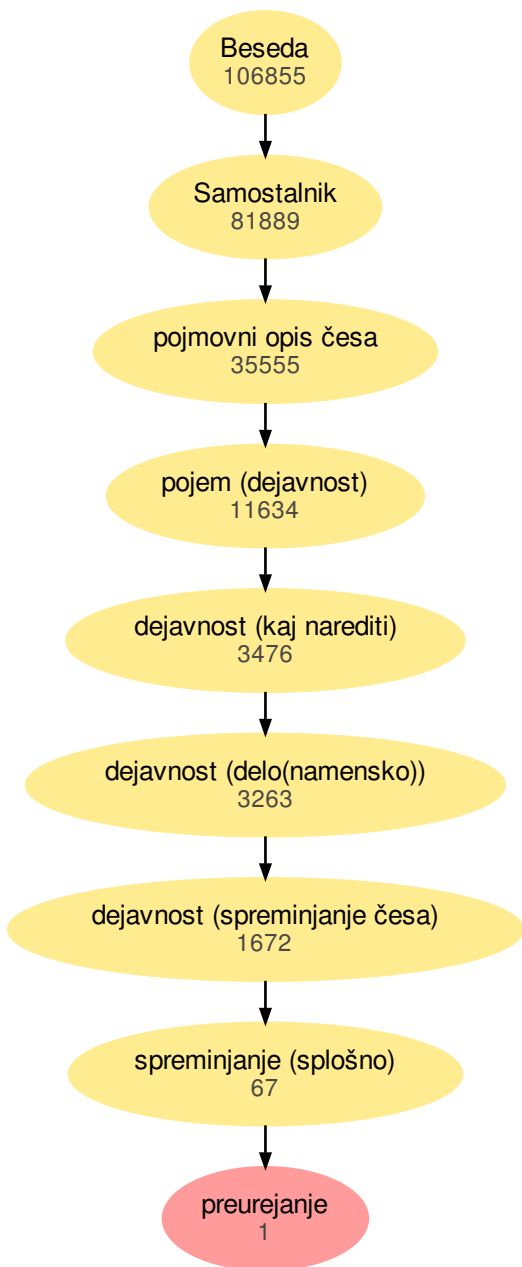 Beseda
106855
Samostalnik
81889
pojmovni opis česa
35555
pojem (dejavnost)
11634
dejavnost (kaj narediti)
3476
dejavnost (delo(namensko))
3263
dejavnost (spreminjanje česa)
1672
spreminjanje (splošno)
67
preurejanje
1